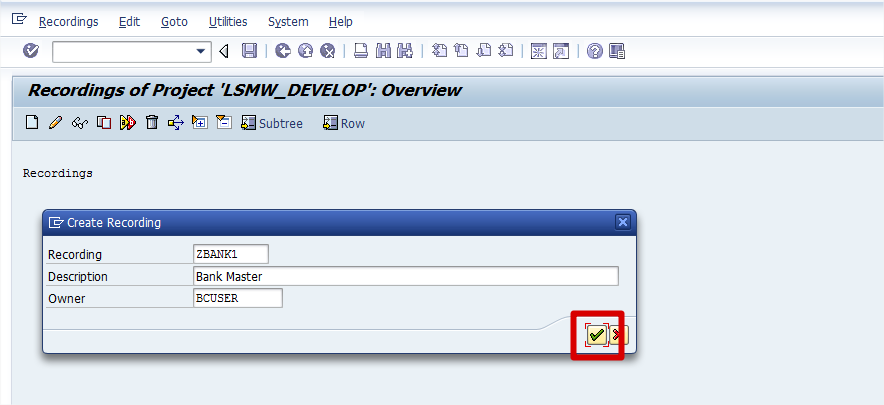 Recordings Edit Goto Utilities System Help
Recordings of Project 'LSMW_DEVELOP': Overview
Subtree Row
Recordings
Create Recording
Recording ZBANK1
Description Bank Master
Owner BCUSER